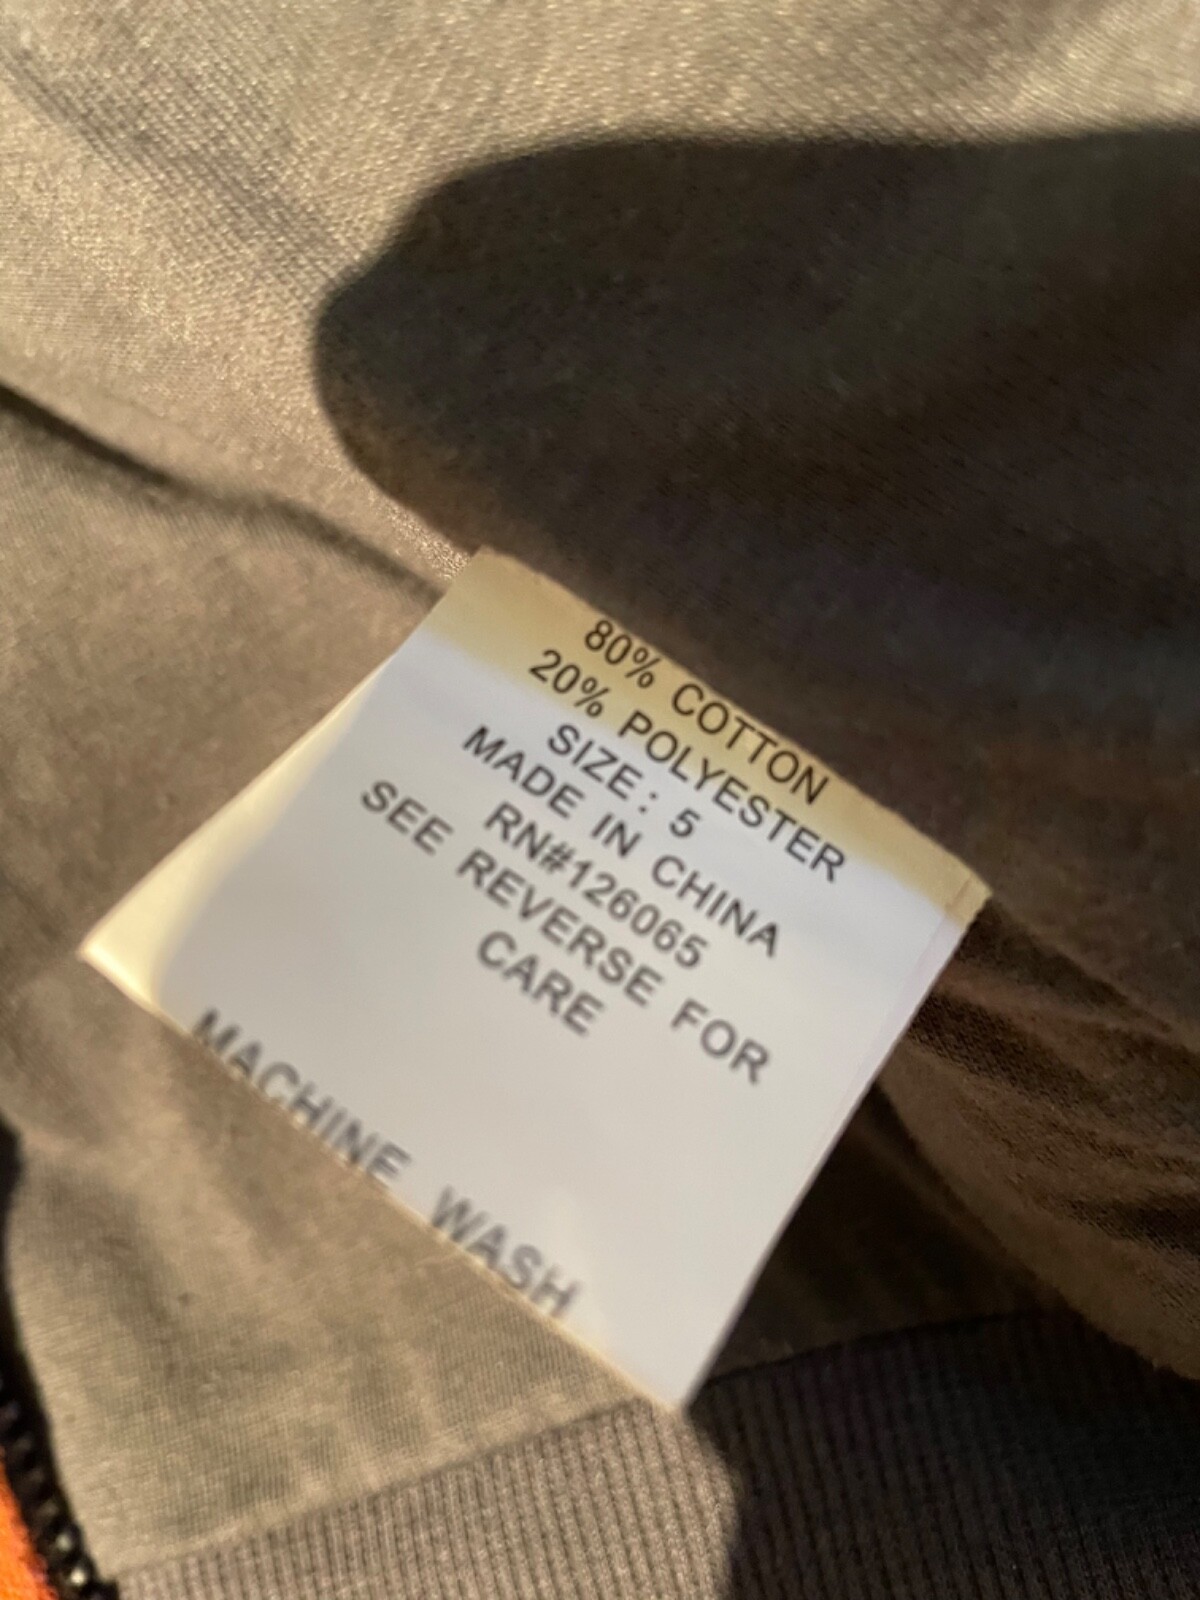 80% COTTON
20% POLYESTER
SIZE: 5
MADE IN CHINA
RN#126065
SEE REVERSE FOR
CARE
MACHINE WASH